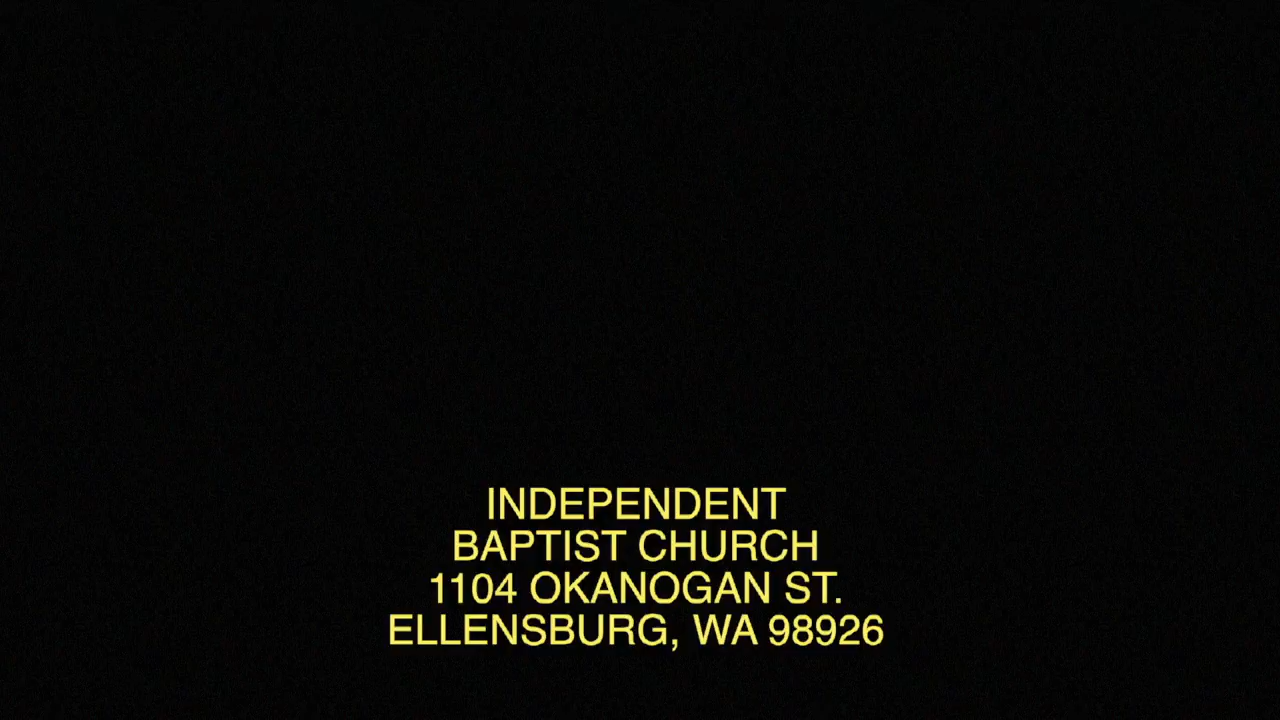 INDEPENDENT
BAPTIST CHURCH
1104 OKANOGAN ST.
ELLENSBURG, WA 98926